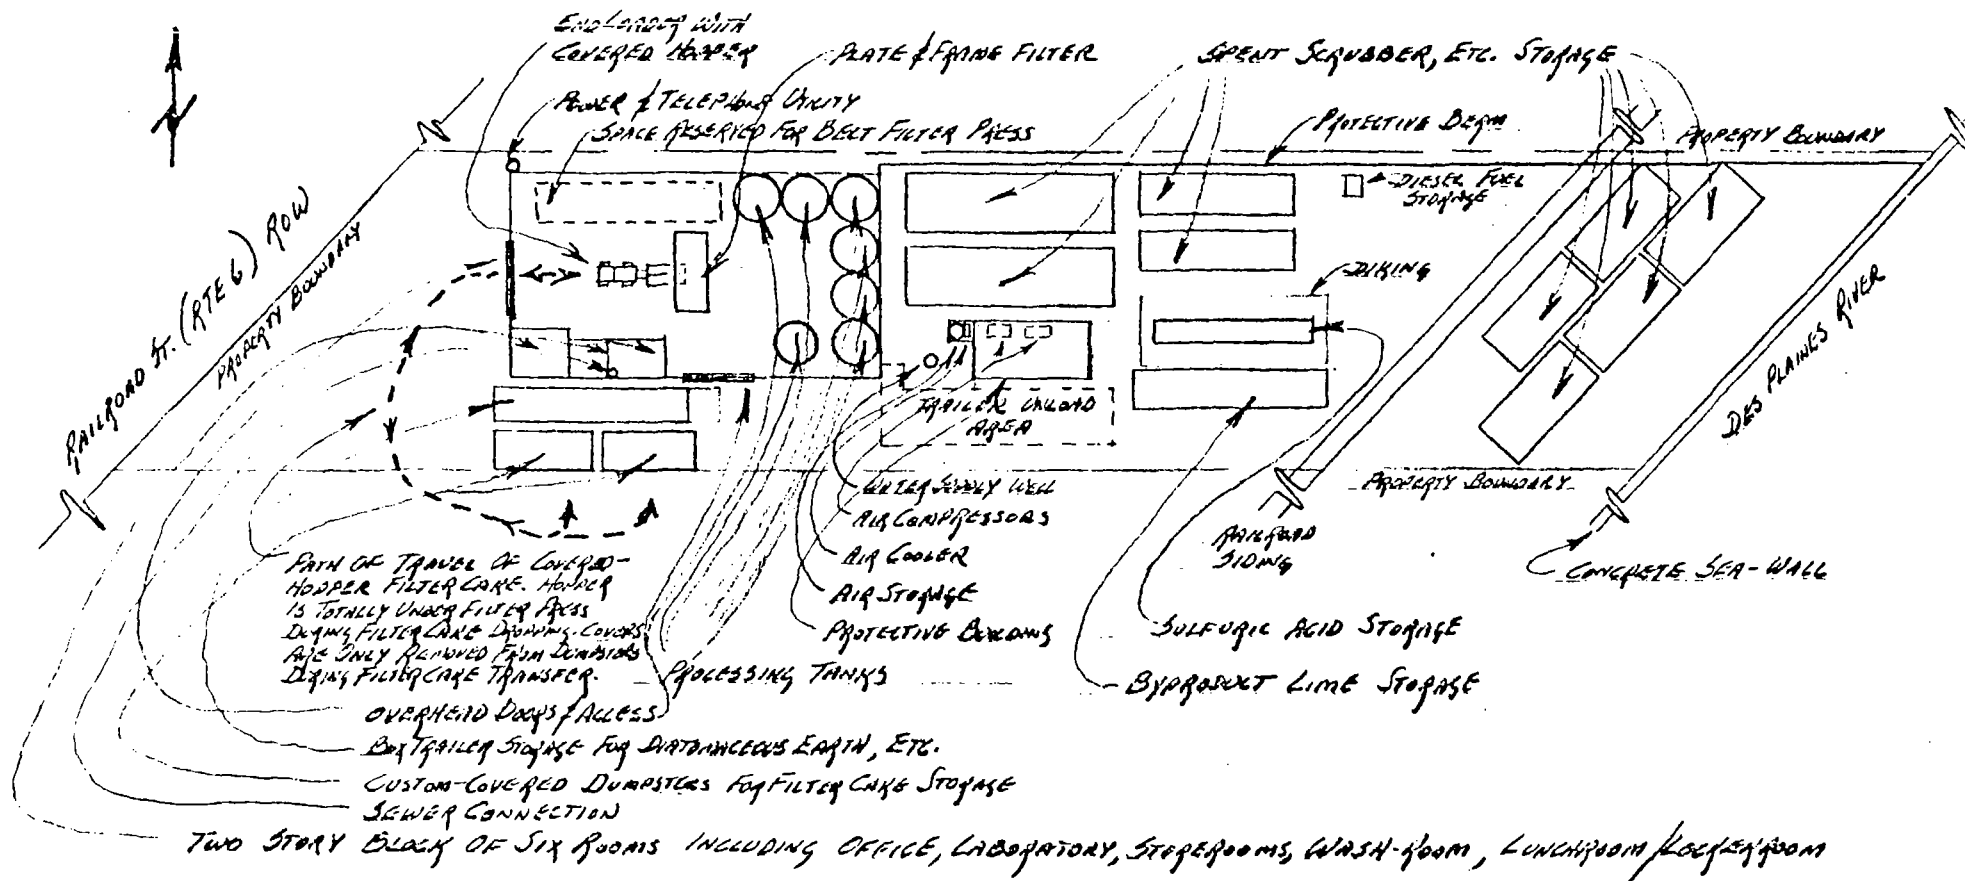 END LOADER WITH
COVERED HOPPER
PLATE & FRAME FILTER
SPENT SCRUBBER, ETC. STORAGE
POWER & TELEPHONE UTILITY
SPACE RESERVED FOR BELT FILTER PRESS
PROTECTIVE BERM
PROPERTY BOUNDARY
DIESEL FUEL
STORAGE
RAILROAD ST. (RTE 6) ROW
PROPERTY BOUNDARY
DIKING
DES PLAINES RIVER
TRAILER UNLOAD
AREA
WATER SUPPLY WELL
AIR COMPRESSORS
AIR COOLER
AIR STORAGE
PROTECTIVE BUILDING
PROPERTY BOUNDARY
RAILROAD
SIDING
CONCRETE SEA-WALL
SULFURIC ACID STORAGE
BYPRODUCT LIME STORAGE
PATH OF TRAVEL OF COVERED-
HOPPER FILTER CAKE. HOPPER
IS TOTALLY UNDER FILTER PRESS
DURING FILTER CAKE DROPPING. COVERS
ARE ONLY REMOVED FROM DUMPSTERS
DURING FILTER CAKE TRANSFER.
PROCESSING TANKS
OVERHEAD DOORS & ACCESS
BOX TRAILER STORAGE FOR DIATOMACEOUS EARTH, ETC.
CUSTOM-COVERED DUMPSTERS FOR FILTER CAKE STORAGE
SEWER CONNECTION
TWO STORY BLOCK OF SIX ROOMS INCLUDING OFFICE, LABORATORY, STOREROOMS, WASH-ROOM, LUNCHROOM/LOCKERROOM